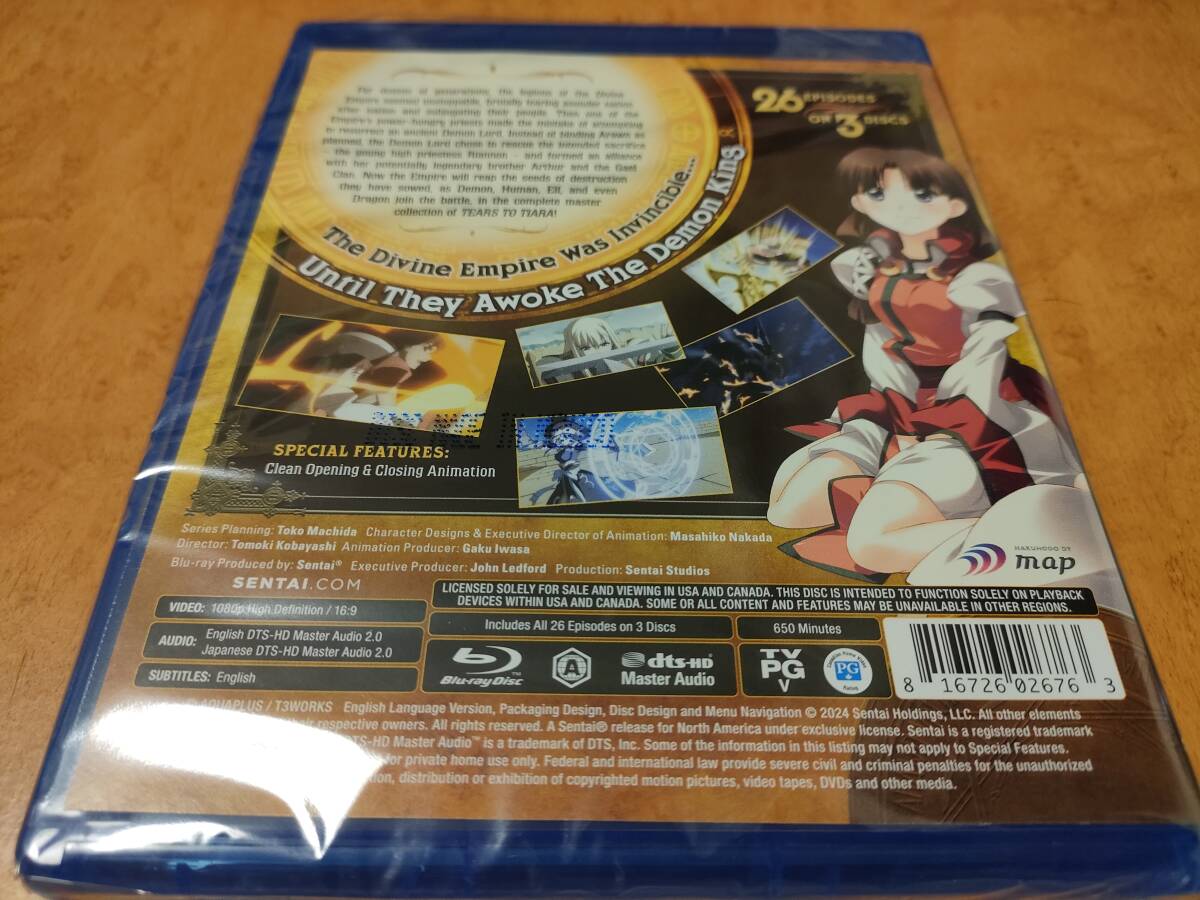 For dozens of generations, the legions of the Divine
Empire seemed unstoppable, brutally tearing asunder nation
after nation and subjugating their people. Then one of the
Empire's power-hungry priests made the mistake of attempting
to resurrect an ancient Demon Lord. Instead of binding Arawn as
planned, the Demon Lord chose to rescue the intended sacrifice
the young high priestess Riannon - and formed an alliance
with her potentially legendary brother Arthur and the Gael
Clan. Now the Empire will reap the seeds of destruction
they have sowed, as Demon, Human, Elf, and even
Dragon join the battle, in the complete master
collection of TEARS TO TIARA!
The Divine Empire Was Invincible...
Until They Awoke The Demon King
26 EPISODES
ON 3 DISCS
SPECIAL FEATURES:
Clean Opening & Closing Animation
Series Planning: Toko Machida Character Designs & Executive Director of Animation: Masahiko Nakada
Director: Tomoki Kobayashi Animation Producer: Gaku Iwasa
Blu-ray Produced by: Sentai® Executive Producer: John Ledford Production: Sentai Studios
SENTAI.COM
HAKUHODO DY
map
LICENSED SOLELY FOR SALE AND VIEWING IN USA AND CANADA. THIS DISC IS INTENDED TO FUNCTION SOLELY ON PLAYBACK
DEVICES WITHIN USA AND CANADA. SOME OR ALL CONTENT AND FEATURES MAY BE UNAVAILABLE IN OTHER REGIONS.
VIDEO: 1080p High Definition / 16:9
AUDIO: English DTS-HD Master Audio 2.0
Japanese DTS-HD Master Audio 2.0
SUBTITLES: English
Includes All 26 Episodes on 3 Discs
650 Minutes
Blu-ray Disc™
A
dts-HD
Master Audio
TV
PG
V
Canadian Home Video
PG
Rated
8 16726 02676 3
AQUAPLUS / T3WORKS English Language Version, Packaging Design, Disc Design and Menu Navigation © 2024 Sentai Holdings, LLC. All other elements
their respective owners. All rights reserved. A Sentai® release for North America under exclusive license. Sentai is a registered trademark
DTS-HD Master Audio™ is a trademark of DTS, Inc. Some of the information in this listing may not apply to Special Features.
for private home use only. Federal and international law provide severe civil and criminal penalties for the unauthorized
distribution or exhibition of copyrighted motion pictures, video tapes, DVDs and other media.